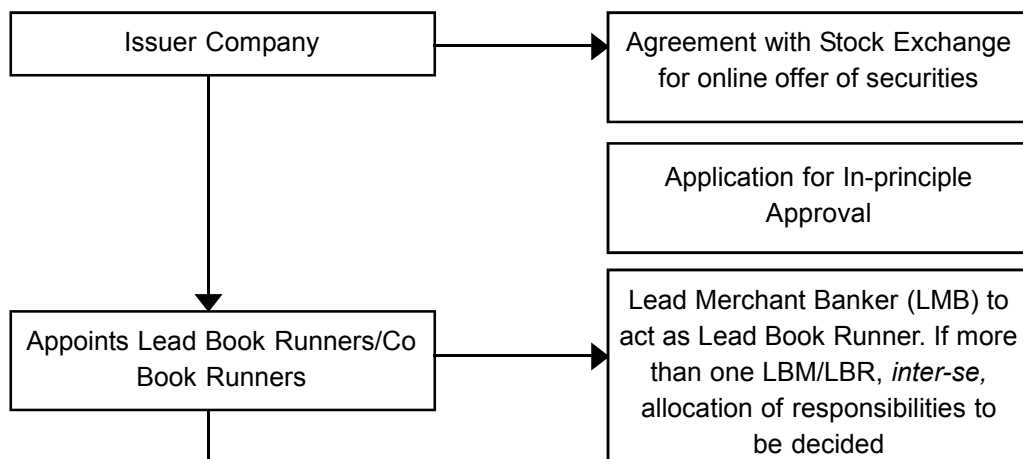 Issuer Company
Agreement with Stock Exchange
for online offer of securities
Application for In-principle
Approval
Appoints Lead Book Runners/Co
Book Runners
Lead Merchant Banker (LMB) to
act as Lead Book Runner. If more
than one LBM/LBR, inter-se,
allocation of responsibilities to
be decided